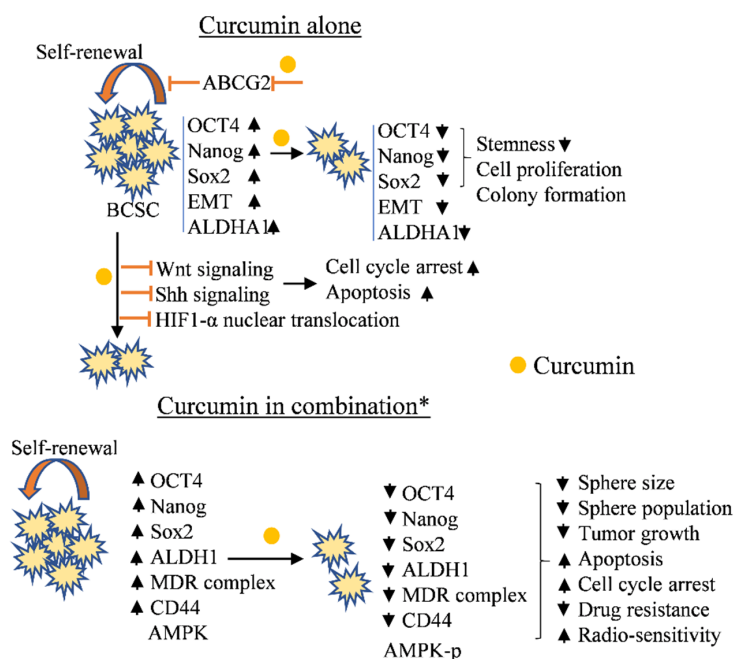 Curcumin alone
Self-renewal
ABCG2
OCT4
Nanog
Sox2
EMT
ALDHA1
BCSC
OCT4
Nanog
Sox2
EMT
ALDHA1
Stemness
Cell proliferation
Colony formation
Wnt signaling
Shh signaling
HIF1-α nuclear translocation
Cell cycle arrest
Apoptosis
Curcumin
Curcumin in combination*
Self-renewal
OCT4
Nanog
Sox2
ALDH1
MDR complex
CD44
AMPK
OCT4
Nanog
Sox2
ALDH1
MDR complex
CD44
AMPK-p
Sphere size
Sphere population
Tumor growth
Apoptosis
Cell cycle arrest
Drug resistance
Radio-sensitivity